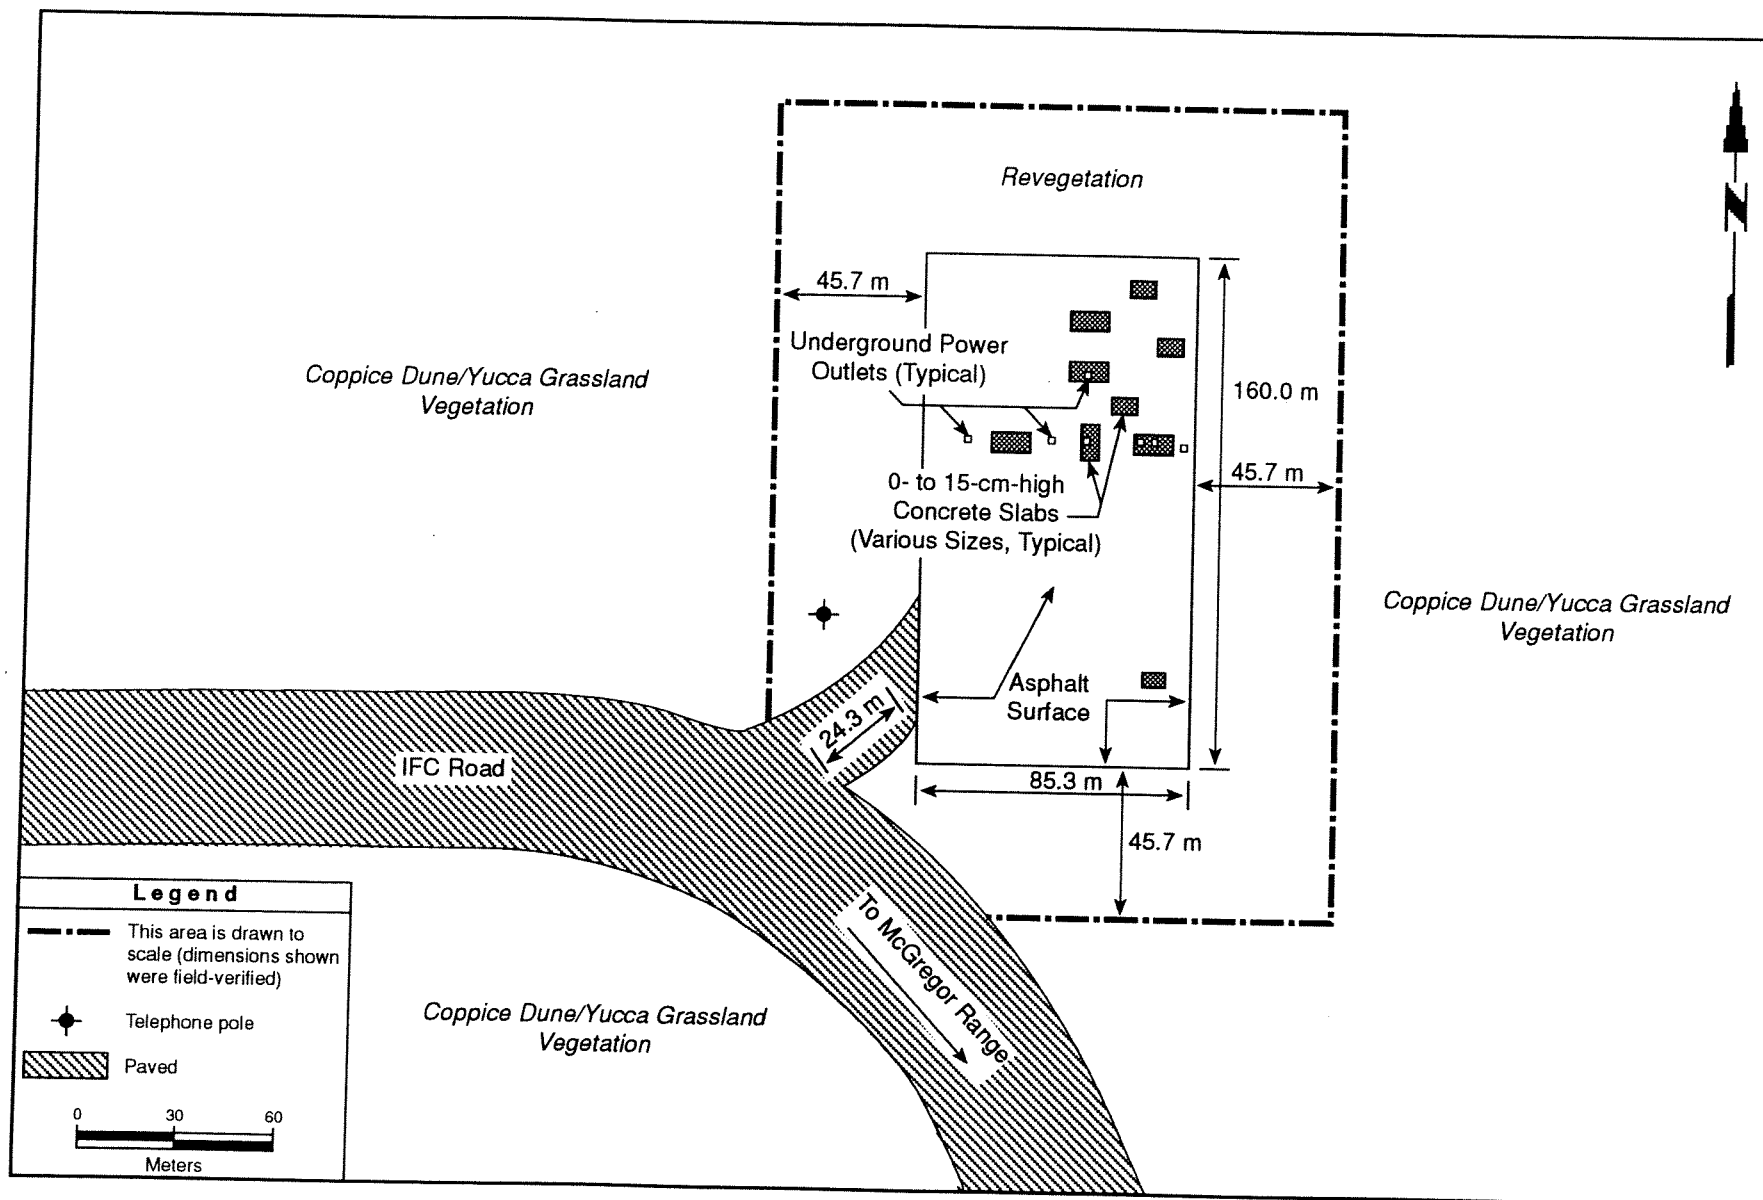 Revegetation
N
45.7 m
Underground Power
Outlets (Typical)
160.0 m
Coppice Dune/Yucca Grassland
Vegetation
45.7 m
0- to 15-cm-high
Concrete Slabs
(Various Sizes, Typical)
Coppice Dune/Yucca Grassland
Vegetation
Asphalt
Surface
24.3 m
IFC Road
85.3 m
45.7 m
To McGregor Range
Legend
This area is drawn to
scale (dimensions shown
were field-verified)
Telephone pole
Paved
0 30 60
Meters
Coppice Dune/Yucca Grassland
Vegetation